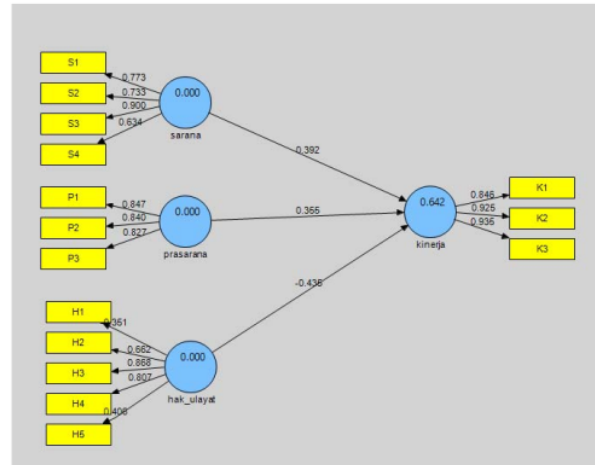 S1
0.773
S2
0.733
S3
0.900
S4
0.634
0.000
sarana
0.392
P1
0.847
P2
0.840
P3
0.827
0.000
prasarana
0.355
0.642
kinerja
0.846
K1
0.925
K2
0.935
K3
-0.435
H1
0.351
H2
0.662
H3
0.868
H4
0.807
H5
0.406
0.000
hak_ulayat